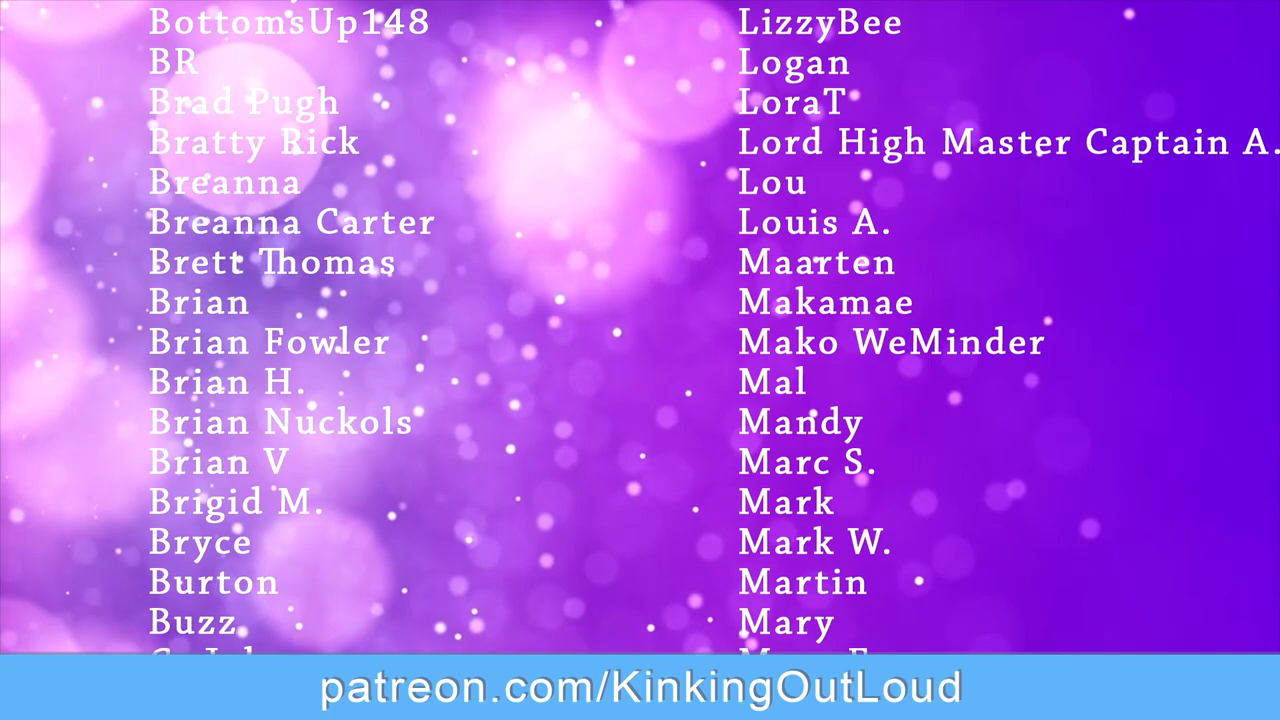 BottomsUp148
BR
Brad Pugh
Bratty Rick
Breanna
Breanna Carter
Brett Thomas
Brian
Brian Fowler
Brian H.
Brian Nuckols
Brian V
Brigid M.
Bryce
Burton
Buzz
LizzyBee
Logan
LoraT
Lord High Master Captain A.
Lou
Louis A.
Maarten
Makamae
Mako WeMinder
Mal
Mandy
Marc S.
Mark
Mark W.
Martin
Mary
patreon.com/KinkingOutLoud